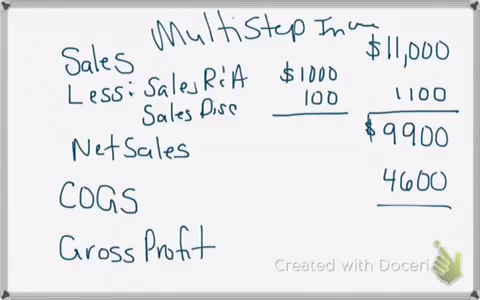 Multistep Inc
Sales $11,000
Less: Sales R&A $1000
Sales Disc 100 1100
Net Sales $9900
COGS 4600
Gross Profit
Created with Doceri